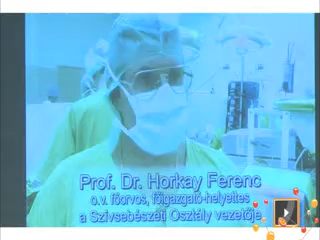 Prof. Dr. Horkay Ferenc
o.v. főorvos, főigazgató-helyettes
a Szívsebészeti Osztály vezetője